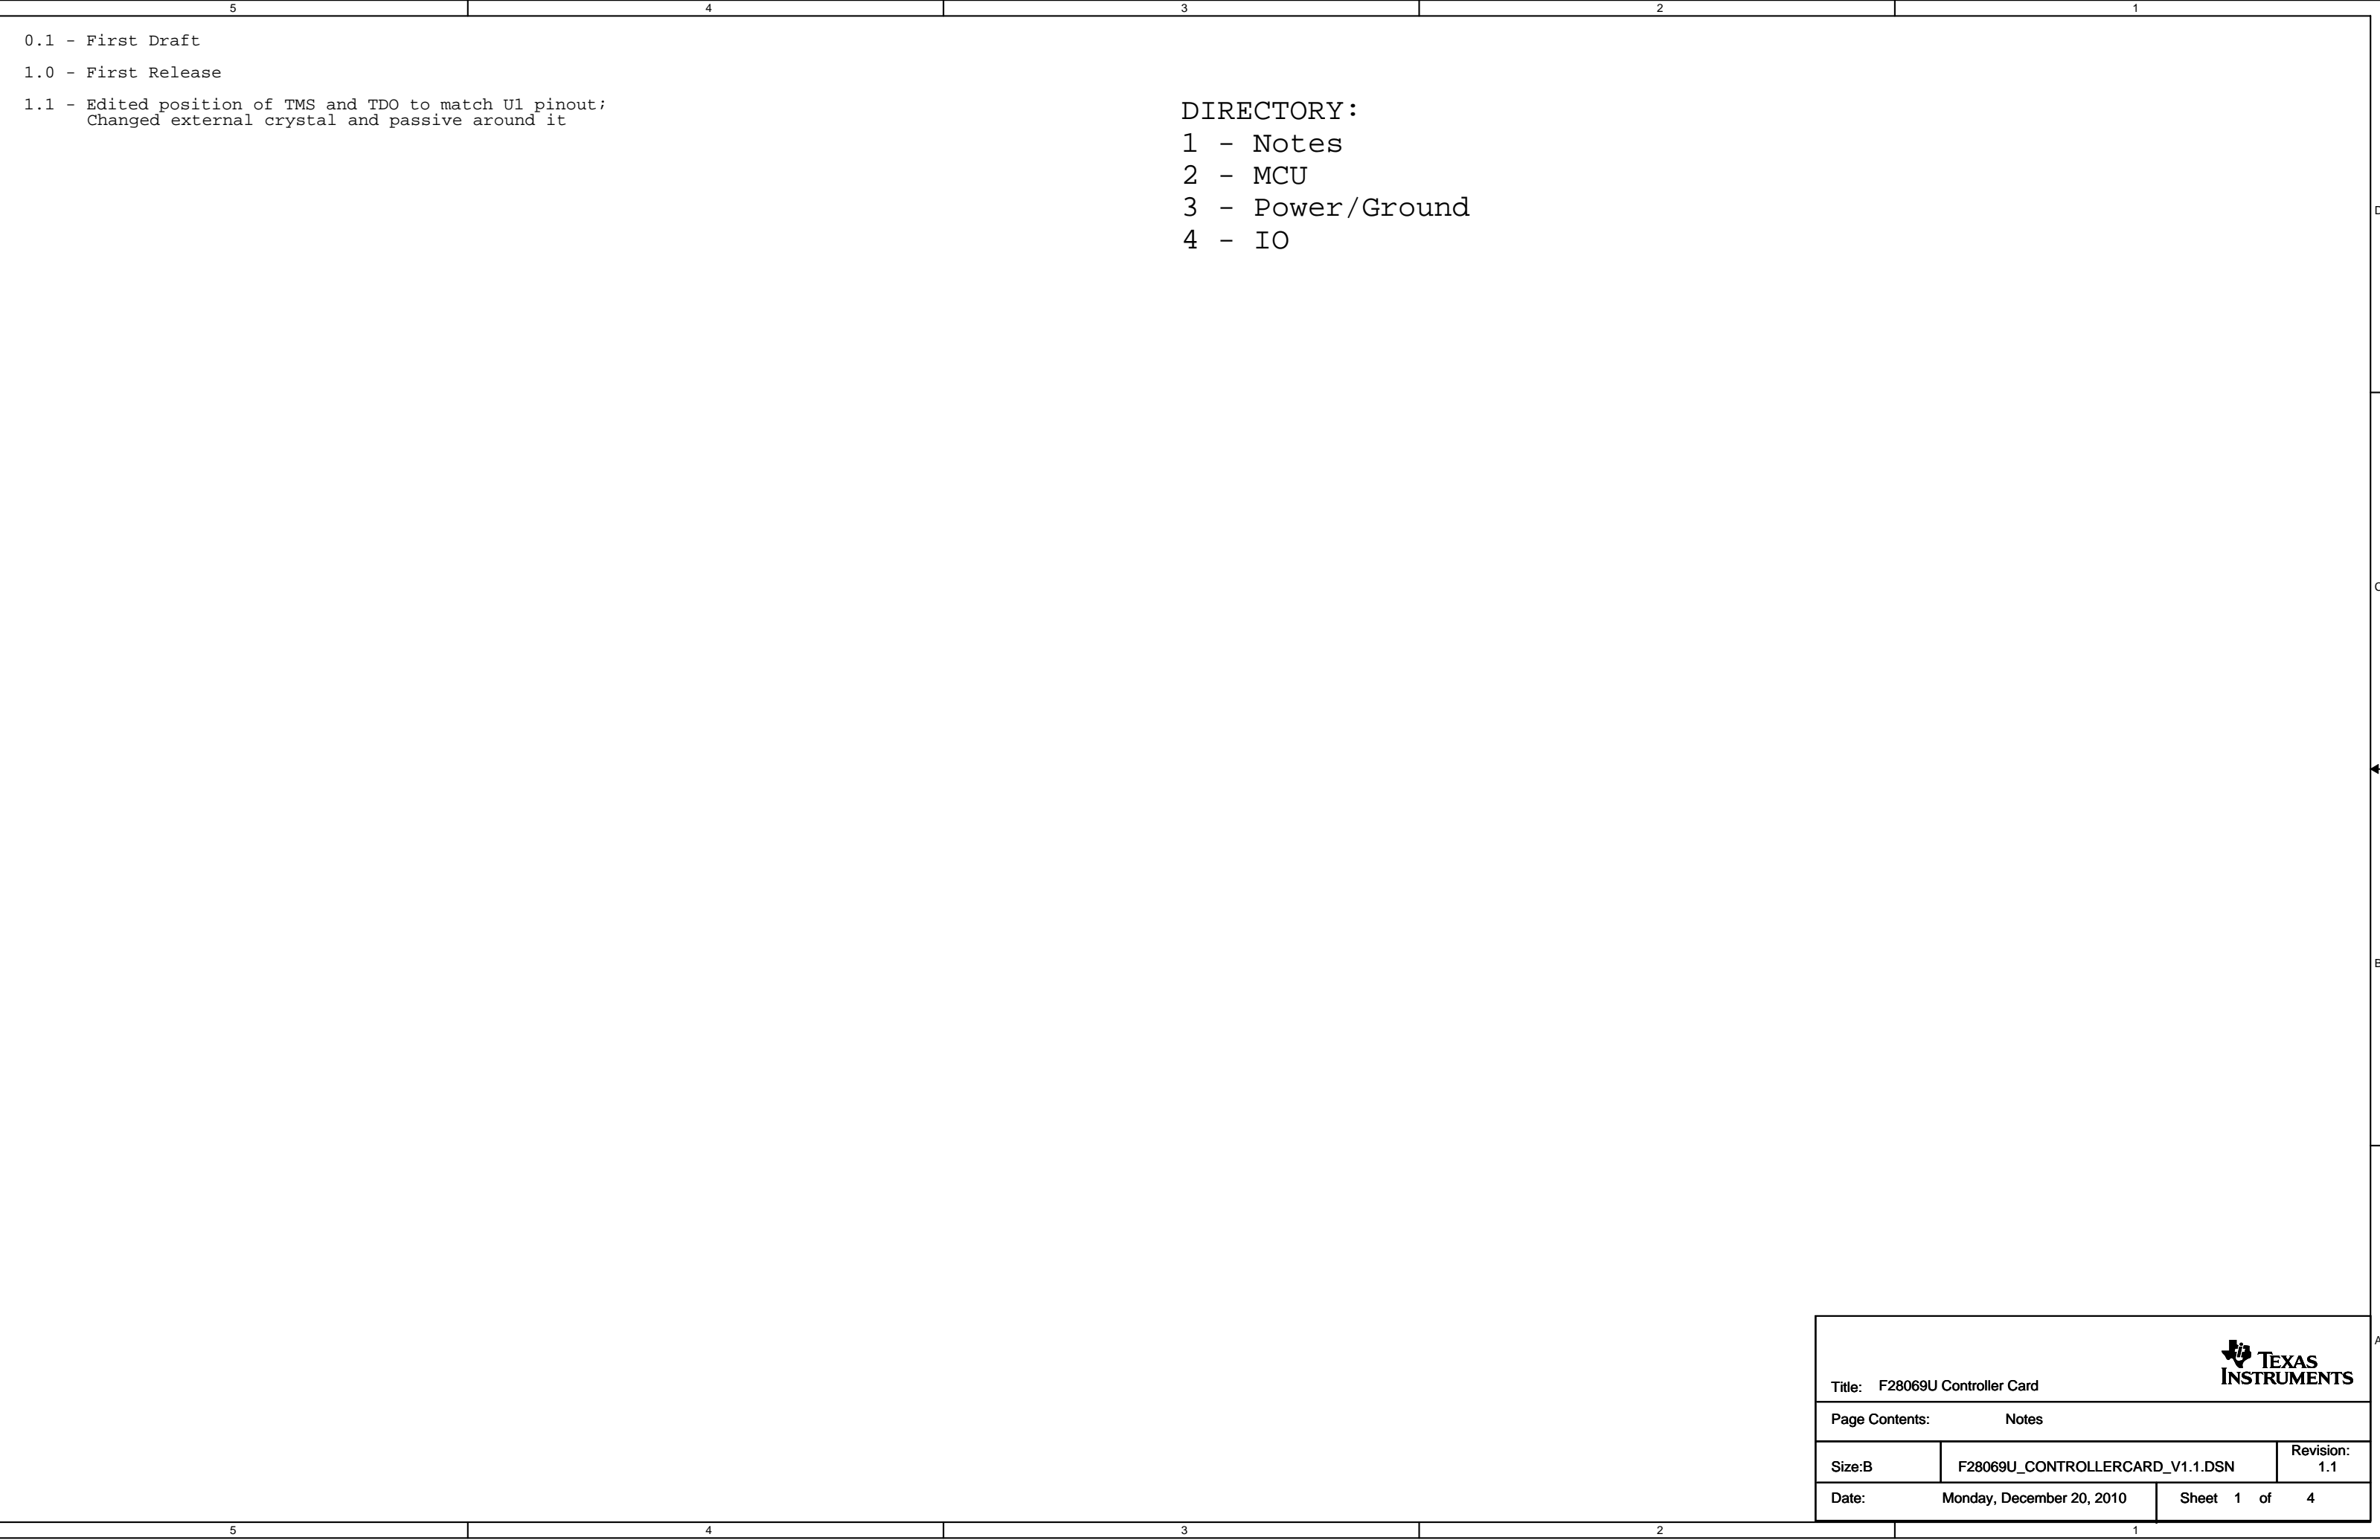 5 4 3 2 1
0.1 - First Draft
1.0 - First Release
1.1 - Edited position of TMS and TDO to match U1 pinout;
Changed external crystal and passive around it
DIRECTORY:
1 - Notes
2 - MCU
3 - Power/Ground
4 - IO
D
C
B
A
TEXAS
INSTRUMENTS
Title: F28069U Controller Card
Page Contents: Notes
Size:B F28069U_CONTROLLERCARD_V1.1.DSN Revision:
1.1
Date: Monday, December 20, 2010 Sheet 1 of 4
5 4 3 2 1